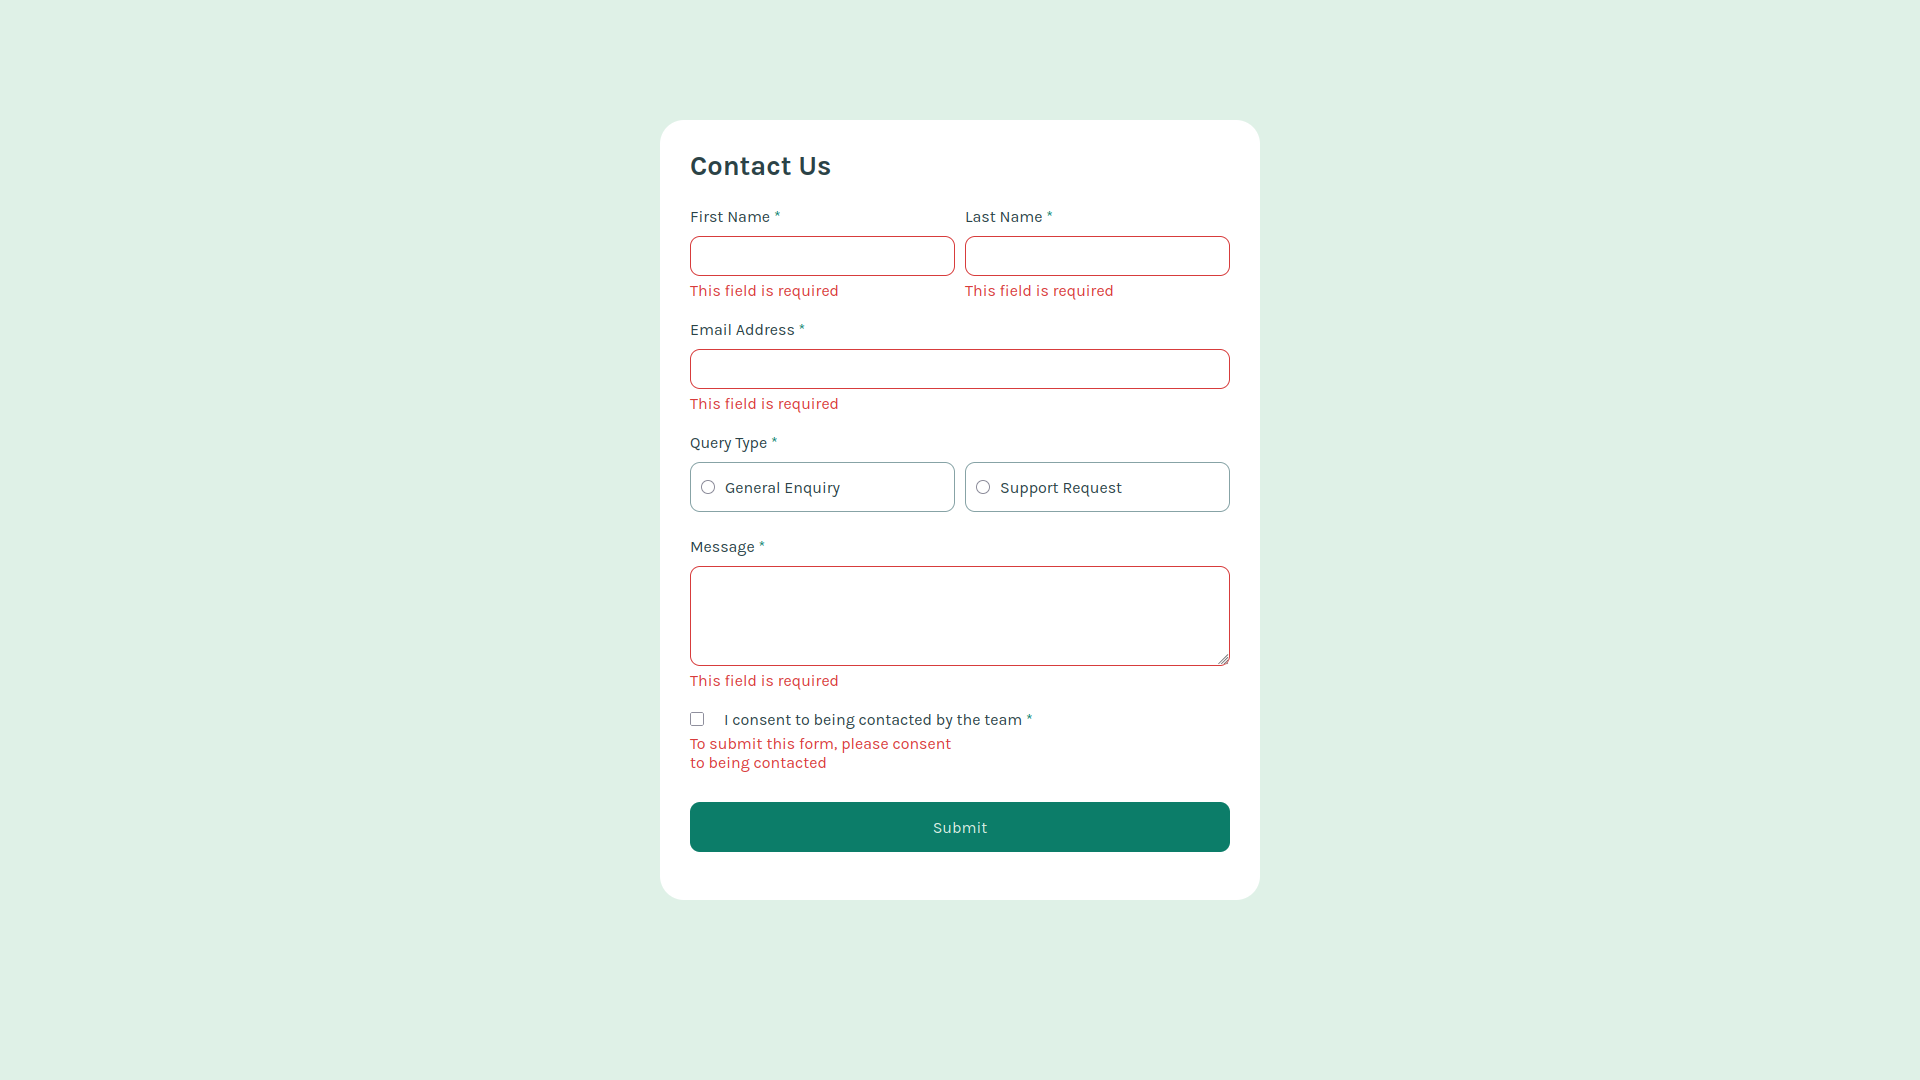 Contact Us
First Name *
Last Name *
This field is required
This field is required
Email Address *
This field is required
Query Type *
General Enquiry
Support Request
Message *
This field is required
I consent to being contacted by the team *
To submit this form, please consent
to being contacted
Submit